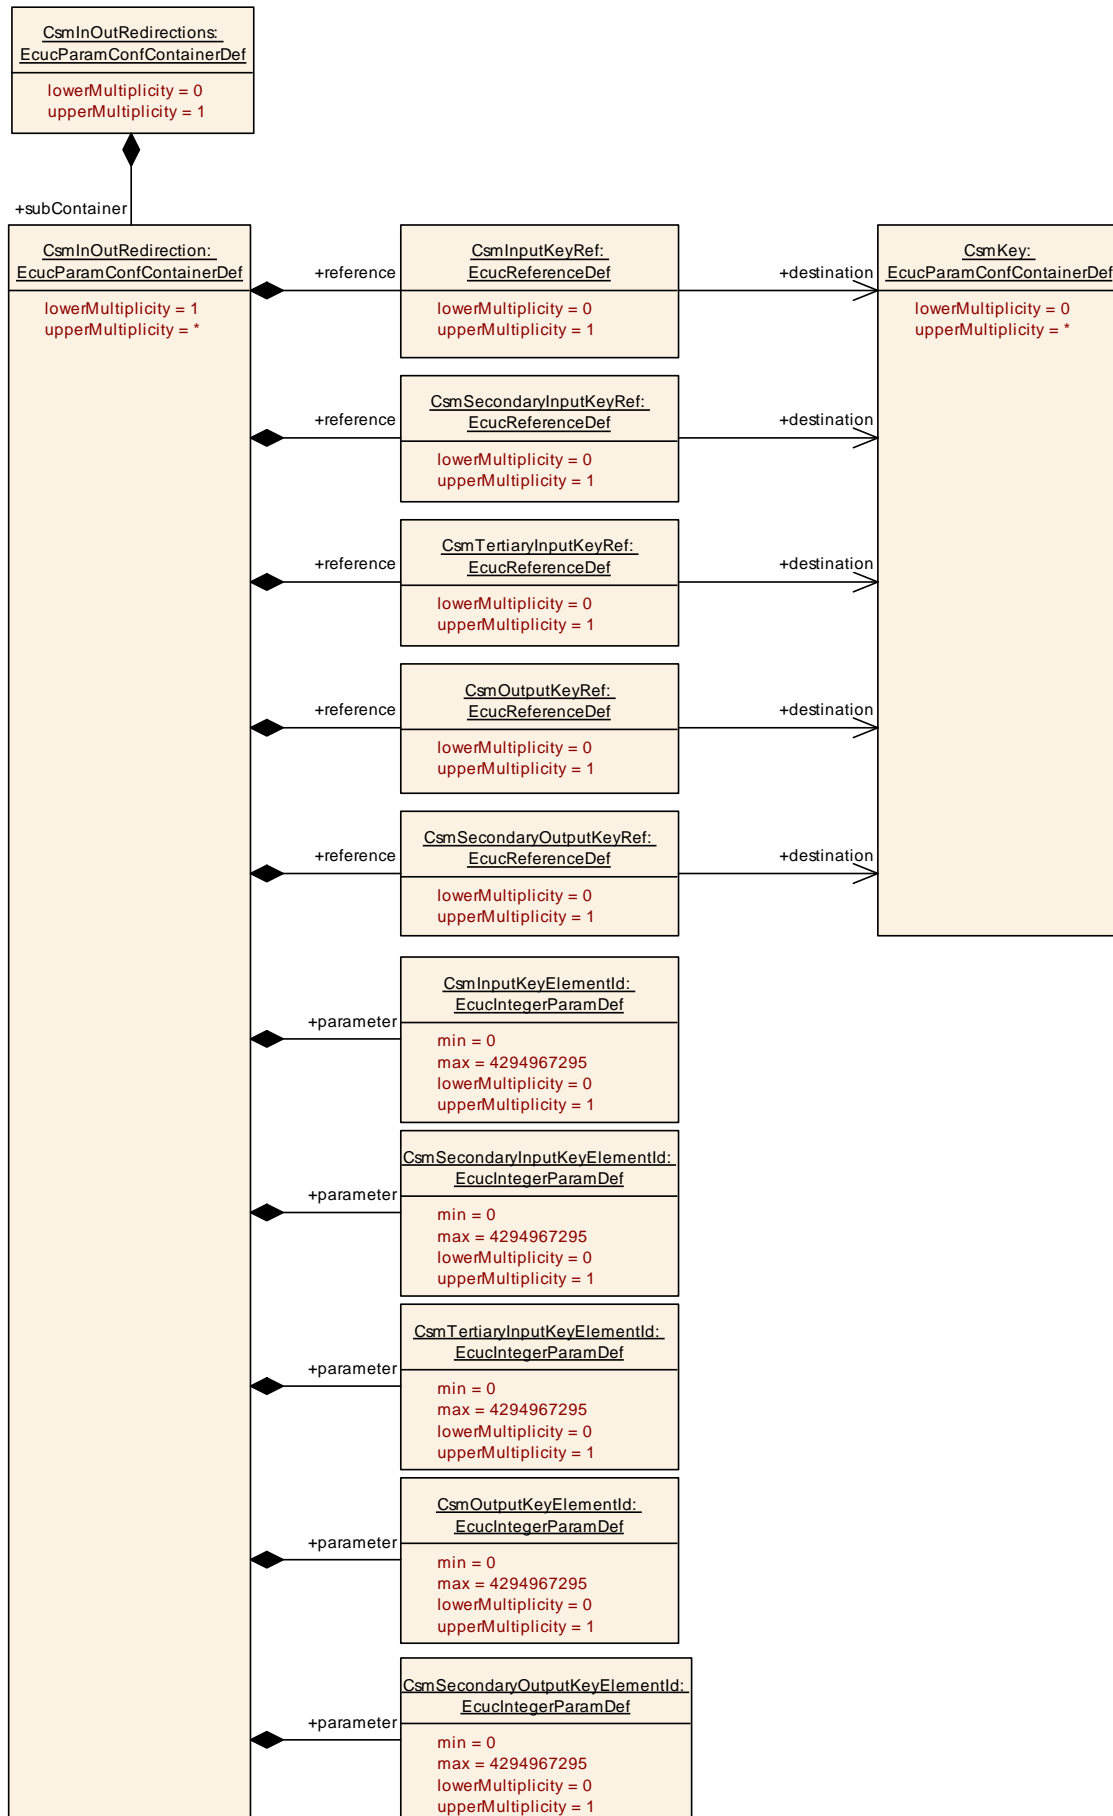 CsmInOutRedirections:
EcucParamConfContainerDef
lowerMultiplicity = 0
upperMultiplicity = 1
+subContainer
CsmInOutRedirection:
EcucParamConfContainerDef
lowerMultiplicity = 1
upperMultiplicity = *
+reference
CsmInputKeyRef:
EcucReferenceDef
lowerMultiplicity = 0
upperMultiplicity = 1
+destination
CsmKey:
EcucParamConfContainerDef
lowerMultiplicity = 0
upperMultiplicity = *
+reference
CsmSecondaryInputKeyRef:
EcucReferenceDef
lowerMultiplicity = 0
upperMultiplicity = 1
+destination
+reference
CsmTertiaryInputKeyRef:
EcucReferenceDef
lowerMultiplicity = 0
upperMultiplicity = 1
+destination
+reference
CsmOutputKeyRef:
EcucReferenceDef
lowerMultiplicity = 0
upperMultiplicity = 1
+destination
+reference
CsmSecondaryOutputKeyRef:
EcucReferenceDef
lowerMultiplicity = 0
upperMultiplicity = 1
+destination
+parameter
CsmInputKeyElementId:
EcucIntegerParamDef
min = 0
max = 4294967295
lowerMultiplicity = 0
upperMultiplicity = 1
+parameter
CsmSecondaryInputKeyElementId:
EcucIntegerParamDef
min = 0
max = 4294967295
lowerMultiplicity = 0
upperMultiplicity = 1
+parameter
CsmTertiaryInputKeyElementId:
EcucIntegerParamDef
min = 0
max = 4294967295
lowerMultiplicity = 0
upperMultiplicity = 1
+parameter
CsmOutputKeyElementId:
EcucIntegerParamDef
min = 0
max = 4294967295
lowerMultiplicity = 0
upperMultiplicity = 1
+parameter
CsmSecondaryOutputKeyElementId:
EcucIntegerParamDef
min = 0
max = 4294967295
lowerMultiplicity = 0
upperMultiplicity = 1